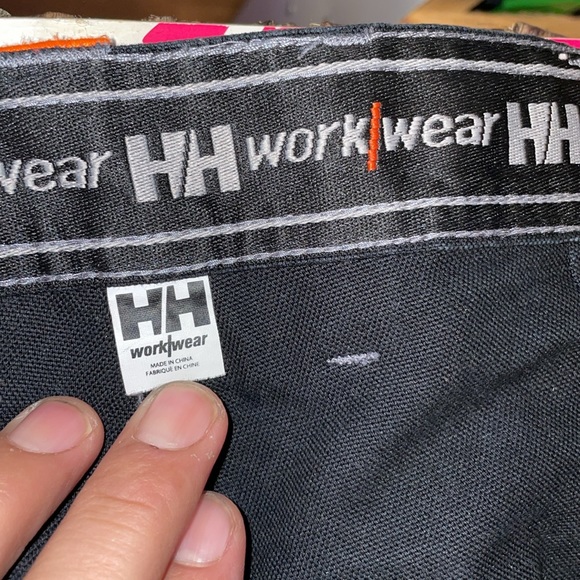 wear HH work|wear HH
HH
work|wear
MADE IN CHINA
FABRIQUÉ EN CHINE